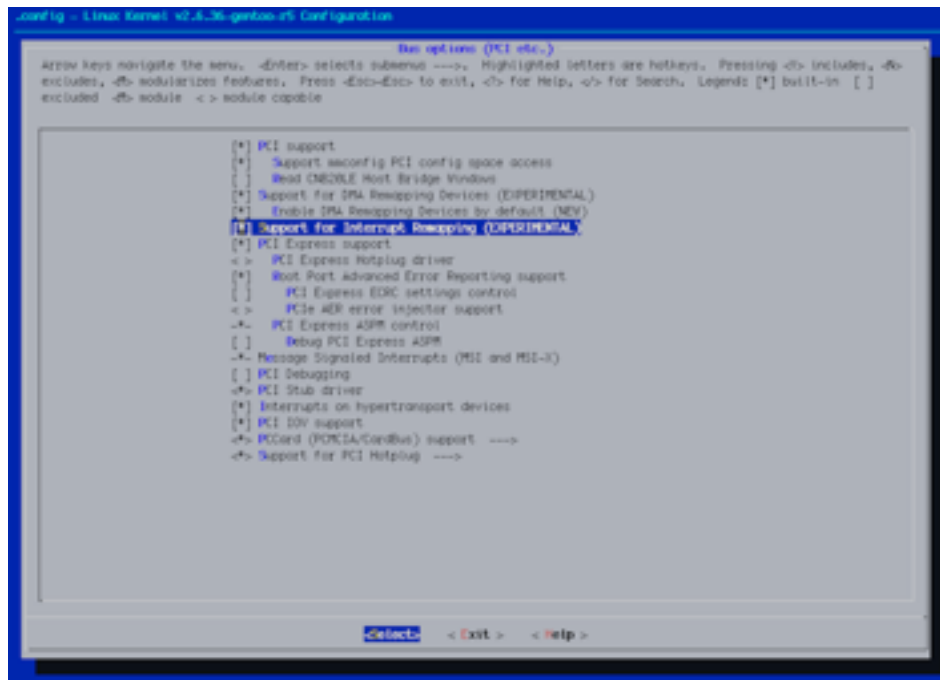 .config - Linux Kernel v2.6.36-gentoo-r5 Configuration
Bus options (PCI etc.)
Arrow keys navigate the menu. <Enter> selects submenus --->. Highlighted letters are hotkeys. Pressing <Y> includes, <N>
excludes, <M> modularizes features. Press <Esc><Esc> to exit, <?> for Help, </> for Search. Legend: [*] built-in [ ]
excluded <M> module < > module capable
[*] PCI support
[*] Support mmconfig PCI config space access
[ ] Read CNB20LE Host Bridge Windows
[*] Support for DMA Remapping Devices (EXPERIMENTAL)
[*] Enable DMA Remapping Devices by default (NEW)
[*] Support for Interrupt Remapping (EXPERIMENTAL)
[*] PCI Express support
< > PCI Express Hotplug driver
[*] Root Port Advanced Error Reporting support
[ ] PCI Express ECRC settings control
< > PCIe AER error injector support
-*- PCI Express ASPM control
[ ] Debug PCI Express ASPM
-*- Message Signaled Interrupts (MSI and MSI-X)
[ ] PCI Debugging
<*> PCI Stub driver
[*] Interrupts on hypertransport devices
[*] PCI IOV support
<*> PCCard (PCMCIA/CardBus) support --->
<*> Support for PCI Hotplug --->
<Select> < Exit > < Help >